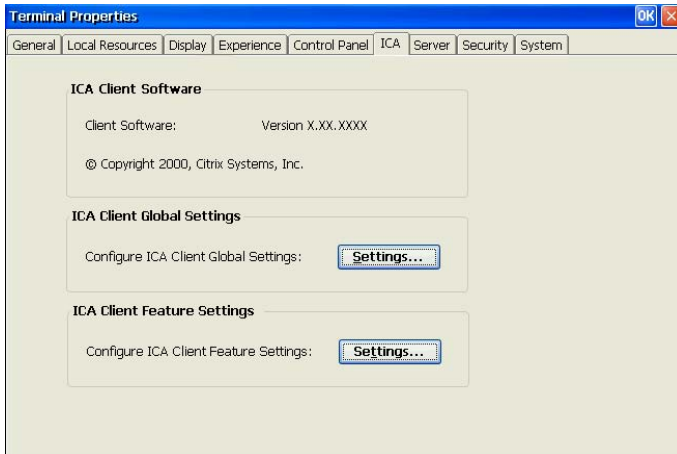 Terminal Properties OK
General Local Resources Display Experience Control Panel ICA Server Security System
ICA Client Software
Client Software: Version X.XX.XXXX
© Copyright 2000, Citrix Systems, Inc.
ICA Client Global Settings
Configure ICA Client Global Settings: Settings...
ICA Client Feature Settings
Configure ICA Client Feature Settings: Settings...